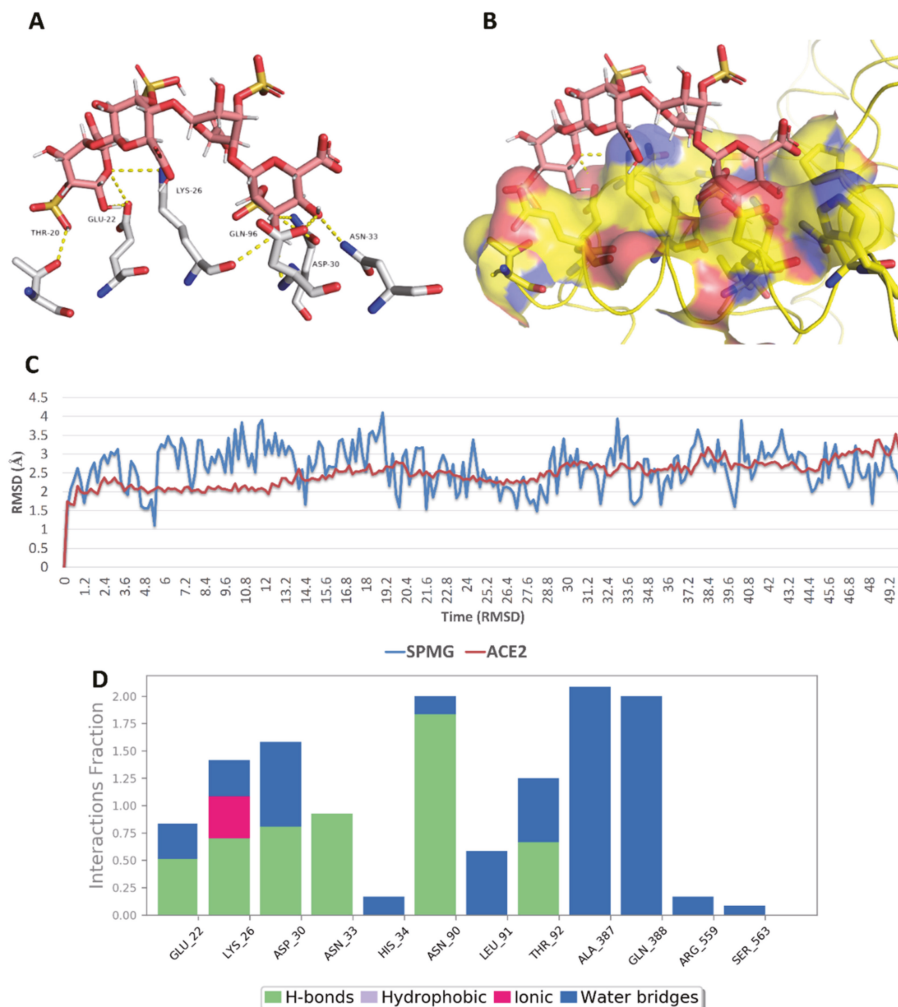 A
B
LYS-26
GLU-22
THR-20
GLN-96
ASN-33
ASP-30
C
RMSD (Å)
4.5
4
3.5
3
2.5
2
1.5
1
0.5
0
0 1.2 2.4 3.6 4.8 6 7.2 8.4 9.6 10.8 12 13.2 14.4 15.6 16.8 18 19.2 20.4 21.6 22.8 24 25.2 26.4 27.6 28.8 30 31.2 32.4 33.6 34.8 36 37.2 38.4 39.6 40.8 42 43.2 44.4 45.6 46.8 48 49.2
Time (RMSD)
SPMG ACE2
D
Interactions Fraction
2.00
1.75
1.50
1.25
1.00
0.75
0.50
0.25
0.00
GLU_22 LYS_26 ASP_30 ASN_33 HIS_34 ASN_90 LEU_91 THR_92 ALA_387 GLN_388 ARG_559 SER_563
H-bonds Hydrophobic Ionic Water bridges